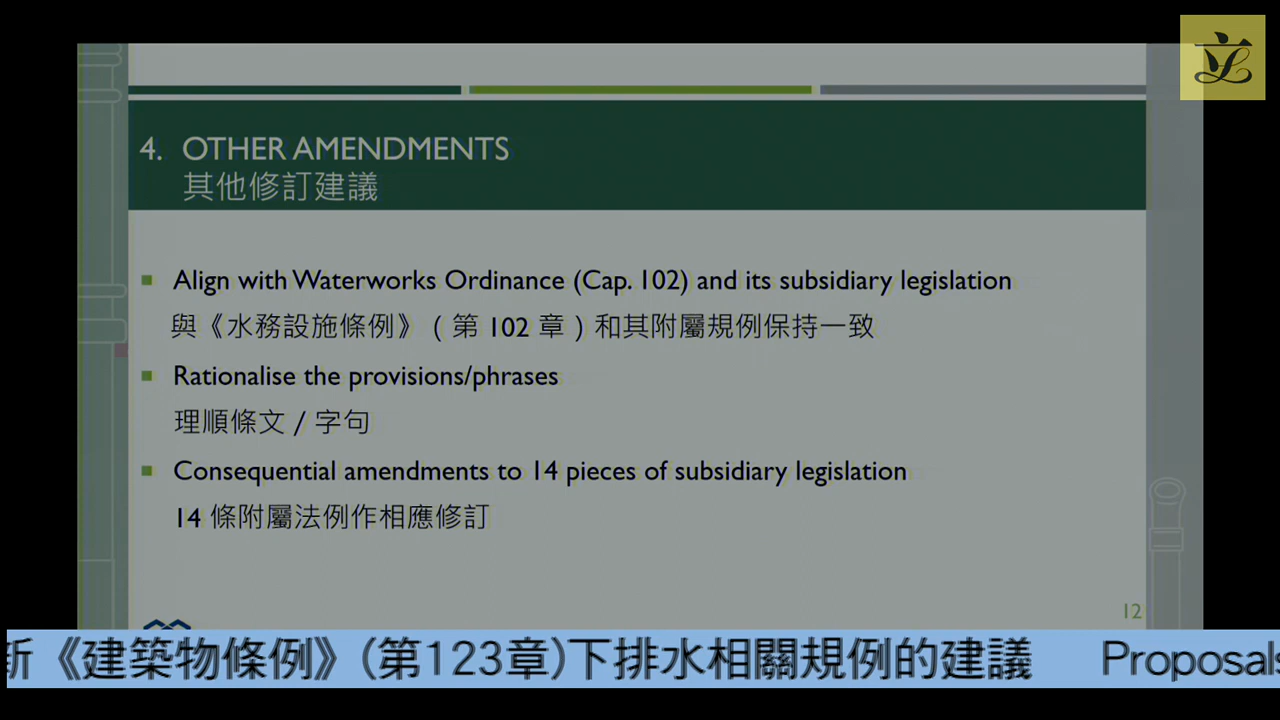 4. OTHER AMENDMENTS
其他修訂建議
Align with Waterworks Ordinance (Cap. 102) and its subsidiary legislation
與《水務設施條例》（第 102 章）和其附屬規例保持一致
Rationalise the provisions/phrases
理順條文 / 字句
Consequential amendments to 14 pieces of subsidiary legislation
14 條附屬法例作相應修訂
12
新《建築物條例》(第123章)下排水相關規例的建議 Proposals